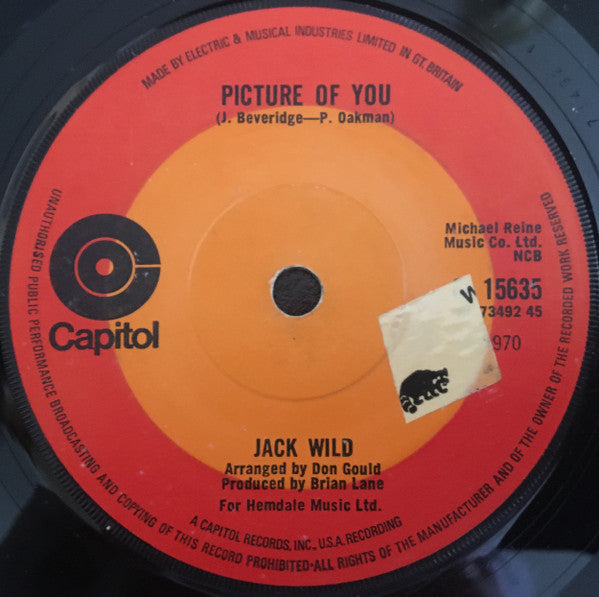 MADE BY ELECTRIC & MUSICAL INDUSTRIES LIMITED IN GT. BRITAIN
PICTURE OF YOU
(J. Beveridge—P. Oakman)
Michael Reine
Music Co. Ltd.
NCB
Capitol
15635
73492 45
970
JACK WILD
Arranged by Don Gould
Produced by Brian Lane
For Hemdale Music Ltd.
A CAPITOL RECORDS, INC., U.S.A. RECORDING
UNAUTHORISED PUBLIC PERFORMANCE BROADCASTING AND COPYING OF THIS RECORD PROHIBITED-ALL RIGHTS OF THE MANUFACTURER AND OF THE OWNER OF THE RECORDED WORK RESERVED